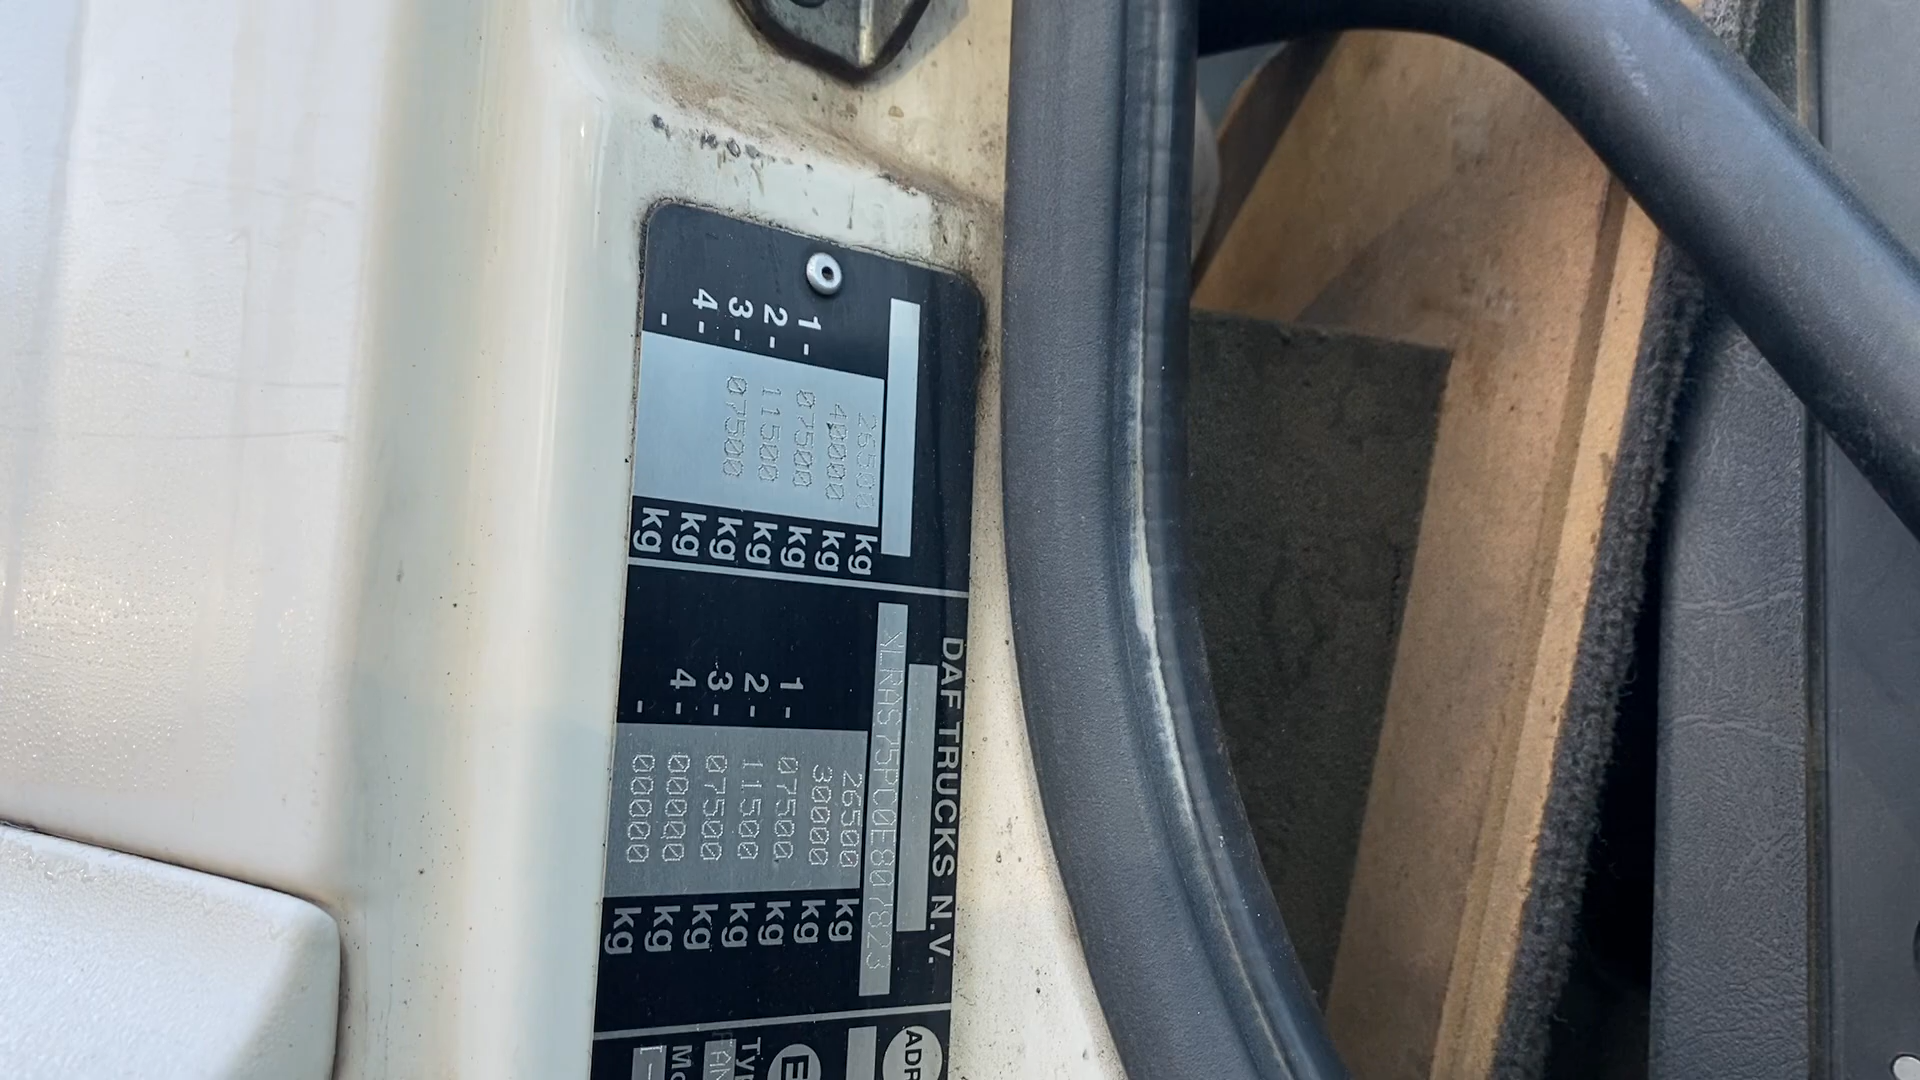 26500 kg
40000 kg
1 - 07500 kg
2 - 11500 kg
3 - 07500 kg
4 - kg
- kg
DAF TRUCKS N.V.
XLRAS75PC0E807823
26500 kg
30000 kg
1 - 07500 kg
2 - 11500 kg
3 - 07500 kg
4 - 00000 kg
- 00000 kg
ADR
E